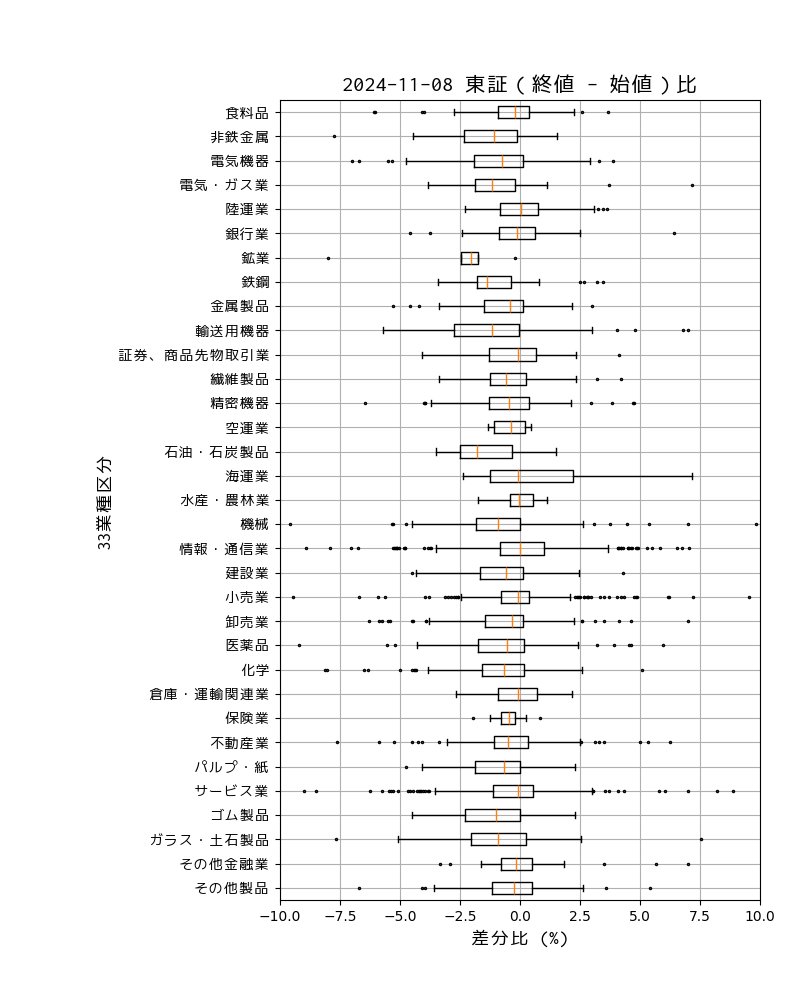 2024-11-08 東証 ( 終値 - 始値 ) 比
食料品
非鉄金属
電気機器
電気・ガス業
陸運業
銀行業
鉱業
鉄鋼
金属製品
輸送用機器
証券、商品先物取引業
繊維製品
精密機器
空運業
石油・石炭製品
海運業
水産・農林業
機械
情報・通信業
建設業
小売業
卸売業
医薬品
化学
倉庫・運輸関連業
保険業
不動産業
パルプ・紙
サービス業
ゴム製品
ガラス・土石製品
その他金融業
その他製品
33業種区分
−10.0 −7.5 −5.0 −2.5 0.0 2.5 5.0 7.5 10.0
差分比 (%)